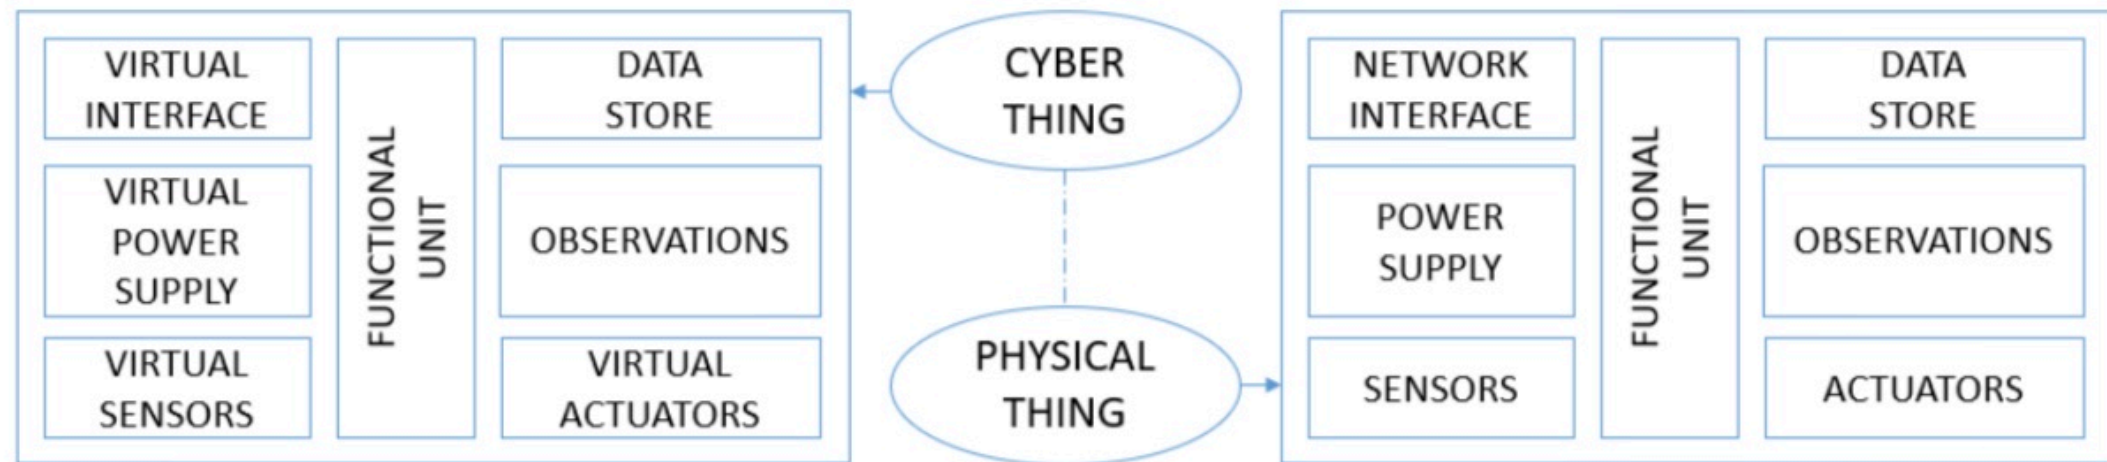 VIRTUAL
INTERFACE
VIRTUAL
POWER
SUPPLY
VIRTUAL
SENSORS
FUNCTIONAL
UNIT
DATA
STORE
OBSERVATIONS
VIRTUAL
ACTUATORS
CYBER
THING
PHYSICAL
THING
NETWORK
INTERFACE
POWER
SUPPLY
SENSORS
FUNCTIONAL
UNIT
DATA
STORE
OBSERVATIONS
ACTUATORS